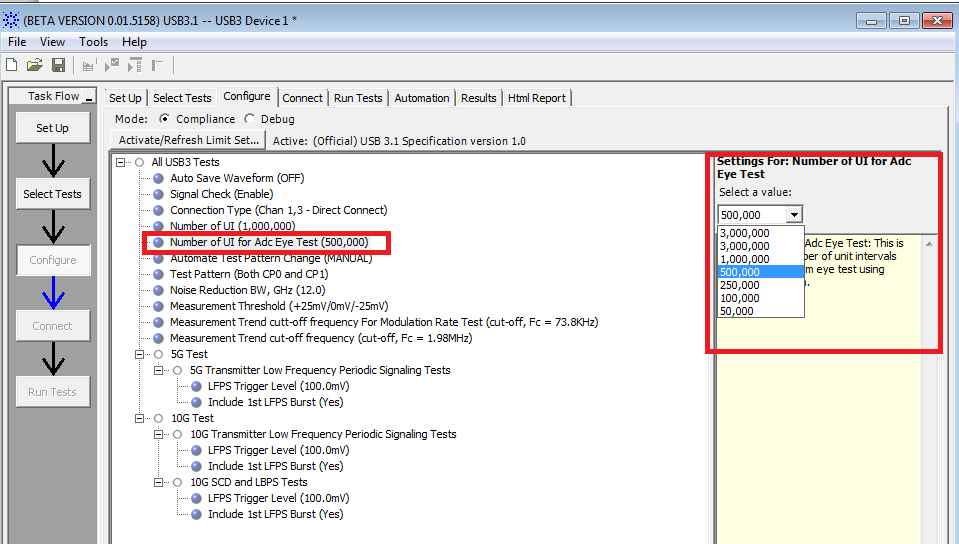 (BETA VERSION 0.01.5158) USB3.1 -- USB3 Device 1 *
File View Tools Help
Task Flow _
Set Up
Select Tests
Configure
Connect
Run Tests
Set Up Select Tests Configure Connect Run Tests Automation Results Html Report
Mode: Compliance Debug
Activate/Refresh Limit Set... Active: (Official) USB 3.1 Specification version 1.0
All USB3 Tests
Auto Save Waveform (OFF)
Signal Check (Enable)
Connection Type (Chan 1,3 - Direct Connect)
Number of UI (1,000,000)
Number of UI for Adc Eye Test (500,000)
Automate Test Pattern Change (MANUAL)
Test Pattern (Both CP0 and CP1)
Noise Reduction BW, GHz (12.0)
Measurement Threshold (+25mV/0mV/-25mV)
Measurement Trend cutt-off frequency For Modulation Rate Test (cut-off, Fc = 73.8KHz)
Measurement Trend cut-off frequency (cut-off, Fc = 1.98MHz)
5G Test
5G Transmitter Low Frequency Periodic Signaling Tests
LFPS Trigger Level (100.0mV)
Include 1st LFPS Burst (Yes)
10G Test
10G Transmitter Low Frequency Periodic Signaling Tests
LFPS Trigger Level (100.0mV)
Include 1st LFPS Burst (Yes)
10G SCD and LBPS Tests
LFPS Trigger Level (100.0mV)
Include 1st LFPS Burst (Yes)
Settings For: Number of UI for Adc
Eye Test
Select a value:
500,000
3,000,000
3,000,000
1,000,000
500,000
250,000
100,000
50,000
Adc Eye Test: This is
er of unit intervals
m eye test using